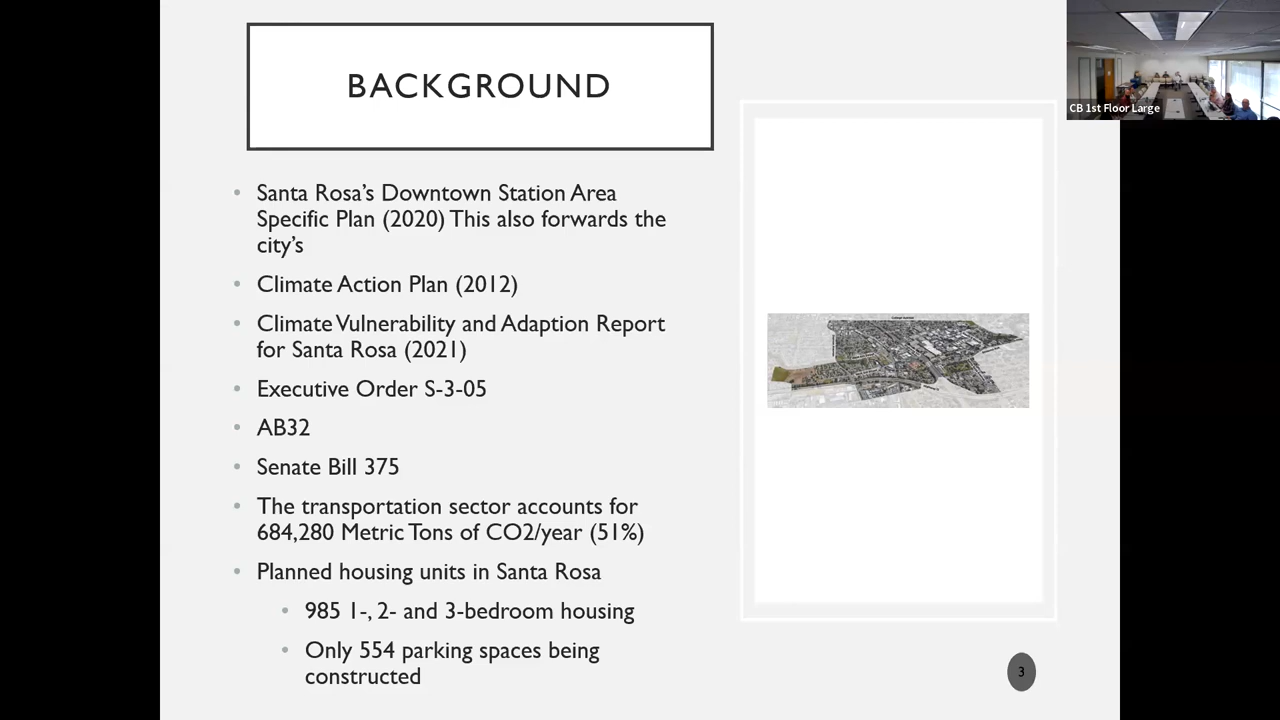 BACKGROUND
Santa Rosa's Downtown Station Area
Specific Plan (2020) This also forwards the
city's
Climate Action Plan (2012)
Climate Vulnerability and Adaption Report
for Santa Rosa (2021)
Executive Order S-3-05
AB32
Senate Bill 375
The transportation sector accounts for
684,280 Metric Tons of CO2/year (51%)
Planned housing units in Santa Rosa
985 1-, 2- and 3-bedroom housing
Only 554 parking spaces being
constructed
CB 1st Floor Large
3